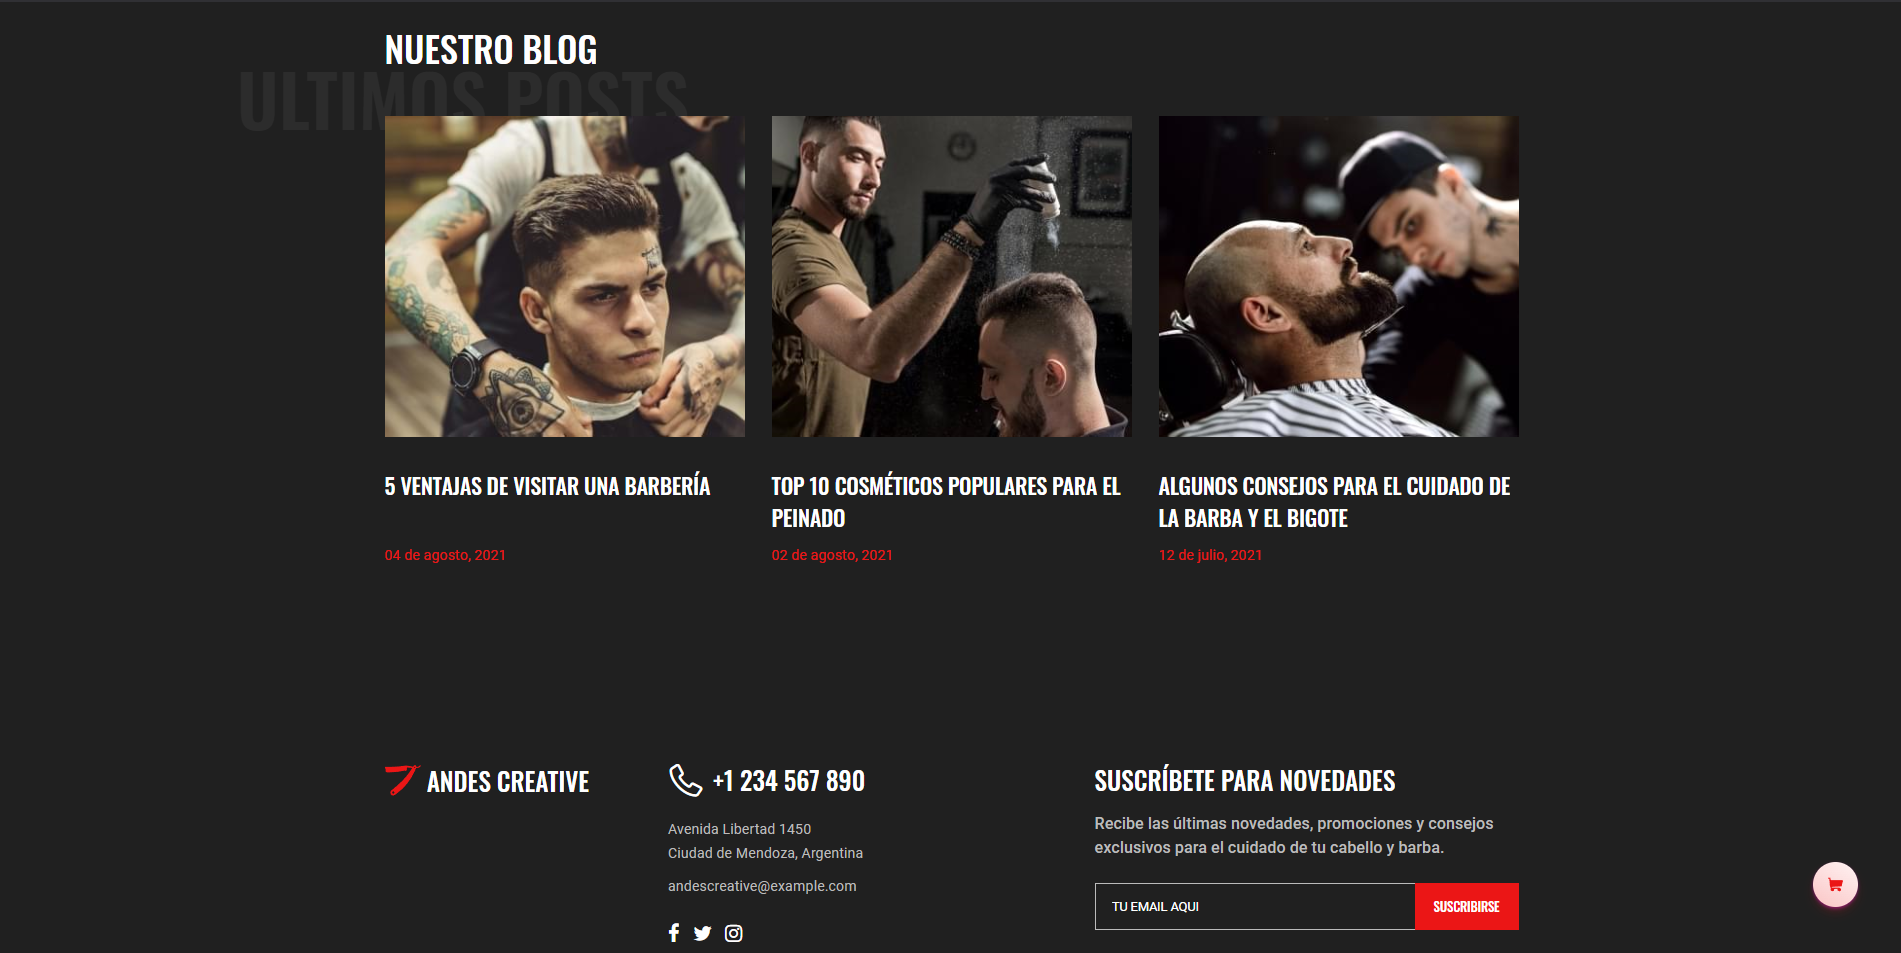 NUESTRO BLOG
ULTIMOS POSTS
5 VENTAJAS DE VISITAR UNA BARBERÍA
04 de agosto, 2021
TOP 10 COSMÉTICOS POPULARES PARA EL
PEINADO
02 de agosto, 2021
ALGUNOS CONSEJOS PARA EL CUIDADO DE
LA BARBA Y EL BIGOTE
12 de julio, 2021
ANDES CREATIVE
+1 234 567 890
Avenida Libertad 1450
Ciudad de Mendoza, Argentina
andescreative@example.com
SUSCRÍBETE PARA NOVEDADES
Recibe las últimas novedades, promociones y consejos
exclusivos para el cuidado de tu cabello y barba.
TU EMAIL AQUI
SUSCRIBIRSE